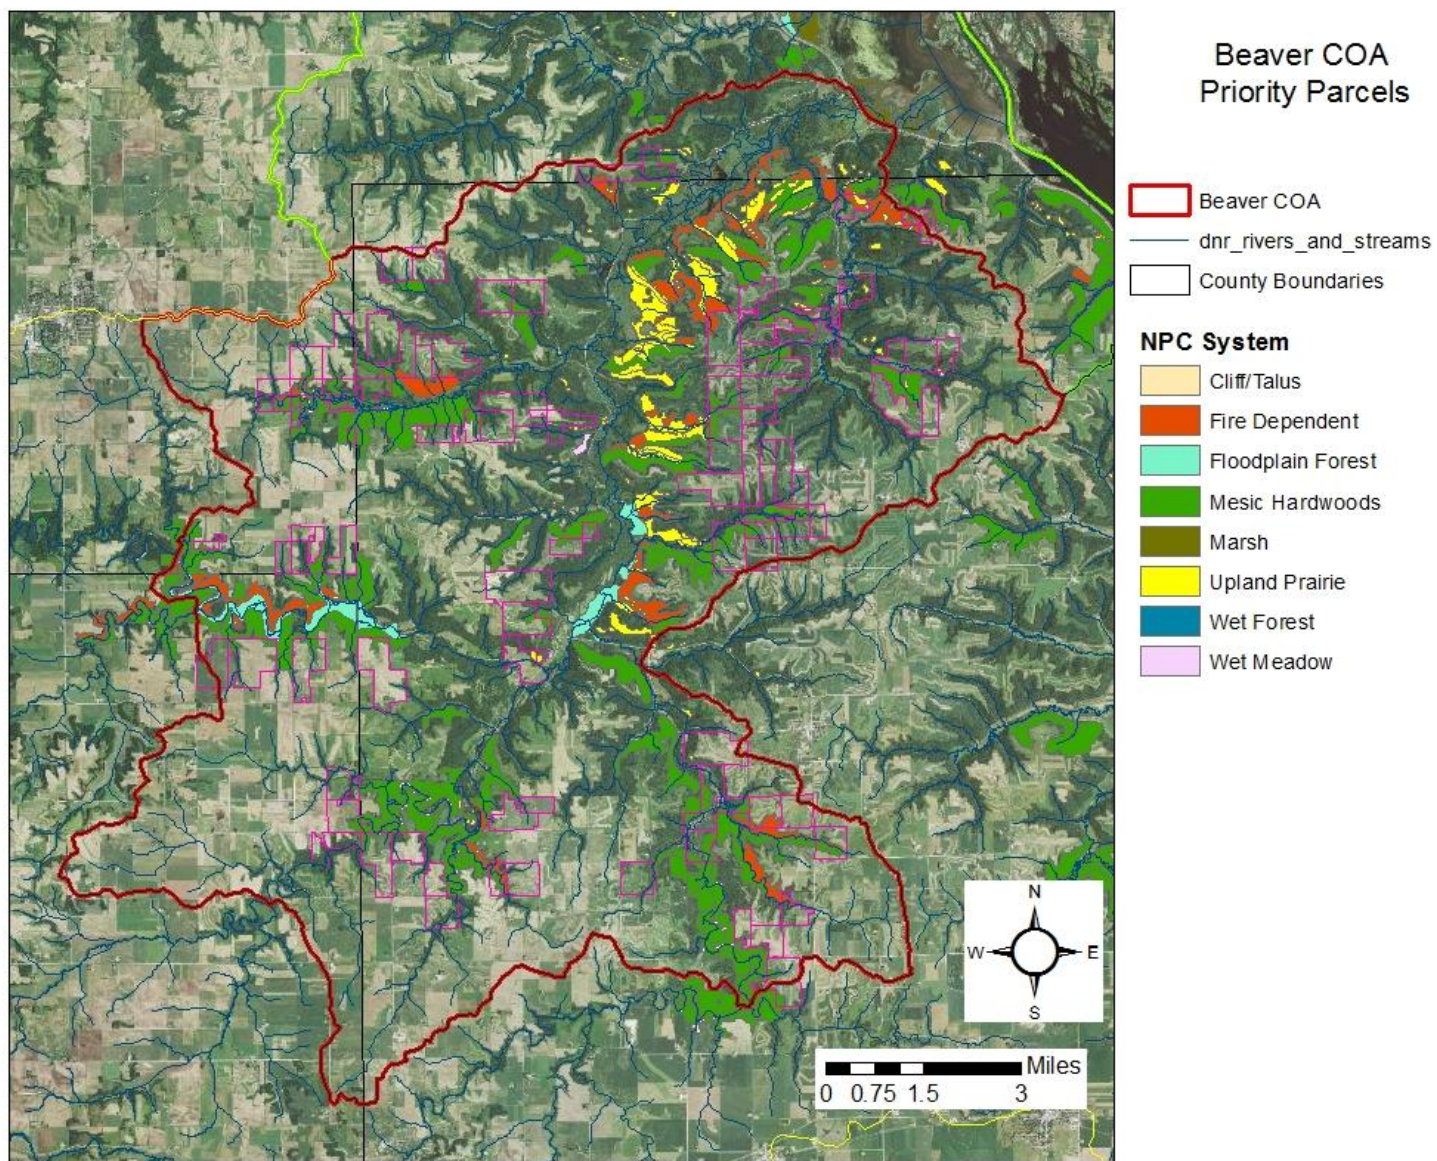 Beaver COA
Priority Parcels
Beaver COA
dnr_rivers_and_streams
County Boundaries
NPC System
Cliff/Talus
Fire Dependent
Floodplain Forest
Mesic Hardwoods
Marsh
Upland Prairie
Wet Forest
Wet Meadow
N
W E
S
Miles
0 0.75 1.5 3